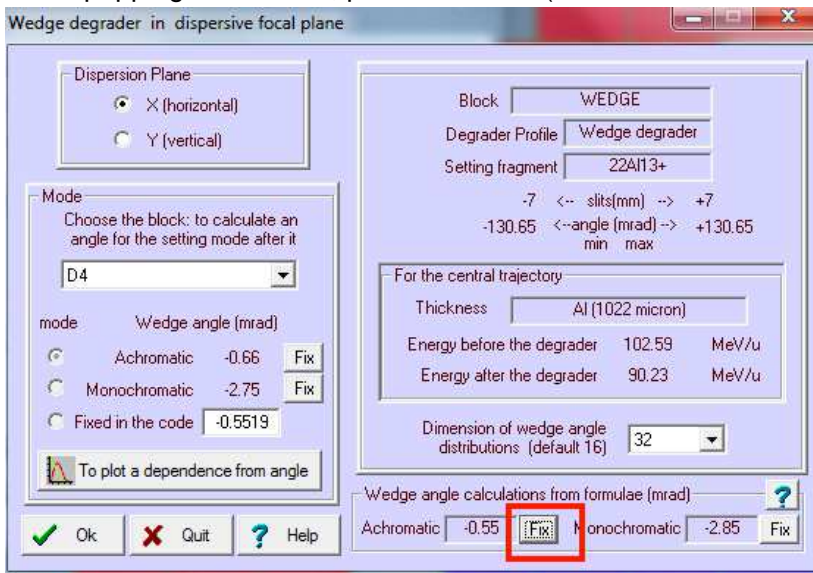 Wedge degrader in dispersive focal plane
Dispersion Plane
X (horizontal)
Y (vertical)
Mode
Choose the block: to calculate an
angle for the setting mode after it
D4
mode Wedge angle (mrad)
Achromatic -0.66 Fix
Monochromatic -2.75 Fix
Fixed in the code -0.5519
To plot a dependence from angle
Ok Quit ? Help
Block WEDGE
Degrader Profile Wedge degrader
Setting fragment 22Al13+
-7 <-- slits(mm) --> +7
-130.65 <--angle (mrad) --> +130.65
min max
For the central trajectory
Thickness Al (1022 micron)
Energy before the degrader 102.59 MeV/u
Energy after the degrader 90.23 MeV/u
Dimension of wedge angle
distributions (default 16) 32
Wedge angle calculations from formulae (mrad) ?
Achromatic -0.55 Fix Monochromatic -2.85 Fix